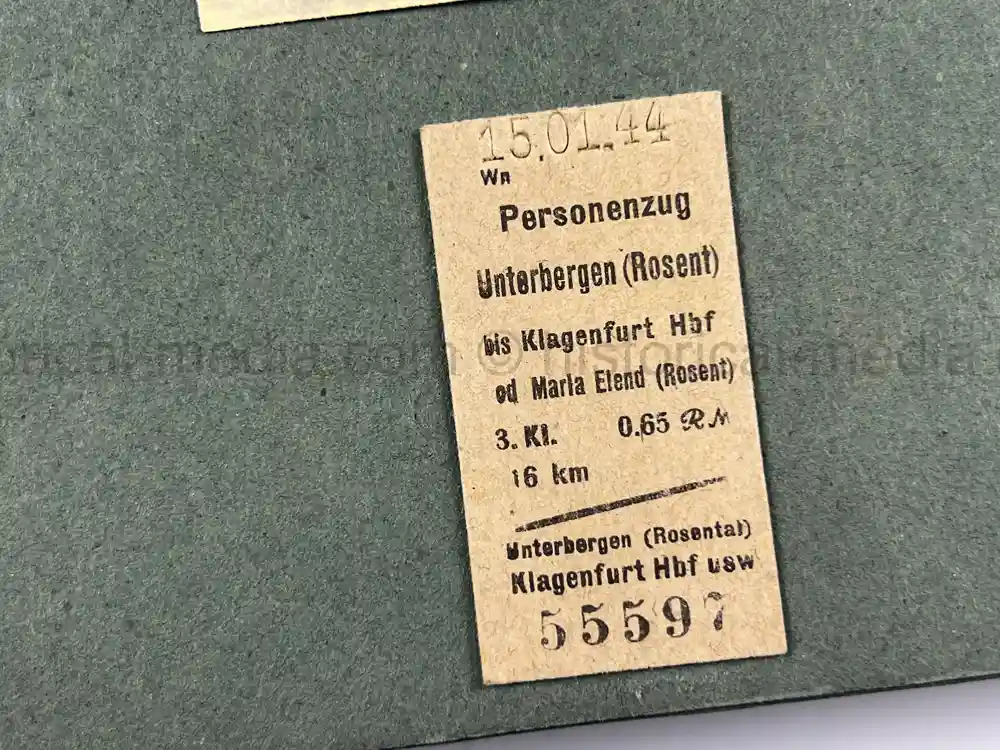 15.01.44
Wn
Personenzug
Unterbergen (Rosent)
bis Klagenfurt Hbf
od Maria Elend (Rosent)
3. Kl. 0.65 RM
16 km
Unterbergen (Rosental)
Klagenfurt Hbf usw
55597